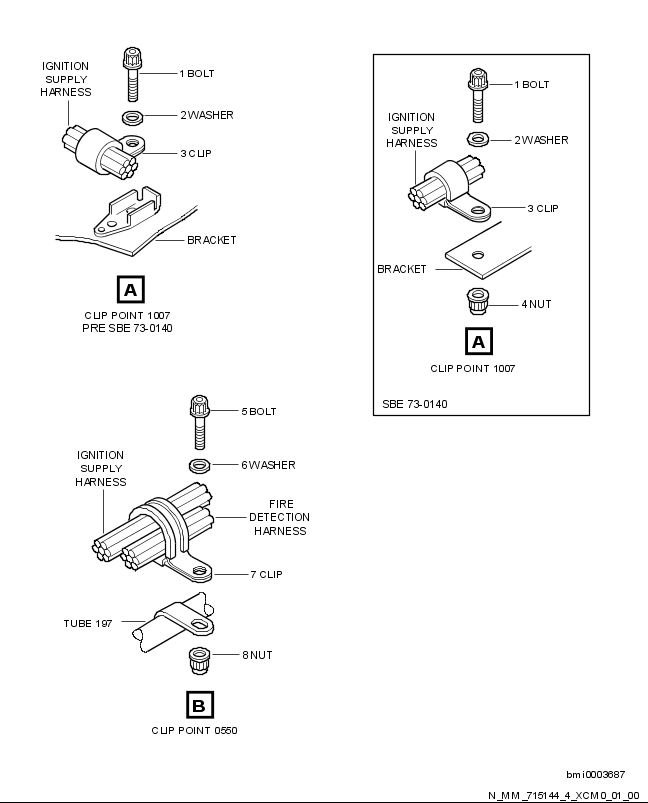 IGNITION
SUPPLY
HARNESS
1 BOLT
2 WASHER
3 CLIP
BRACKET
A
CLIP POINT 1007
PRE SBE 73-0140
IGNITION
SUPPLY
HARNESS
1 BOLT
2 WASHER
3 CLIP
BRACKET
4 NUT
A
CLIP POINT 1007
SBE 73-0140
5 BOLT
6 WASHER
IGNITION
SUPPLY
HARNESS
FIRE
DETECTION
HARNESS
7 CLIP
TUBE 197
8 NUT
B
CLIP POINT 0550
bmi0003687
N_MM_715144_4_XCM0_01_00